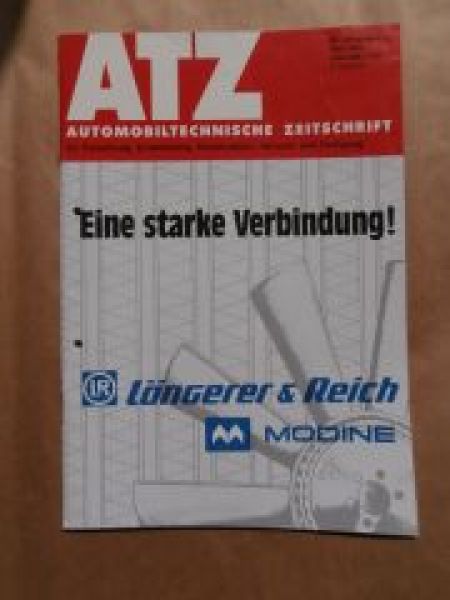 ATZ
AUTOMOBILTECHNISCHE ZEITSCHRIFT
Eine starke Verbindung!
LR Längerer & Reich
MODINE